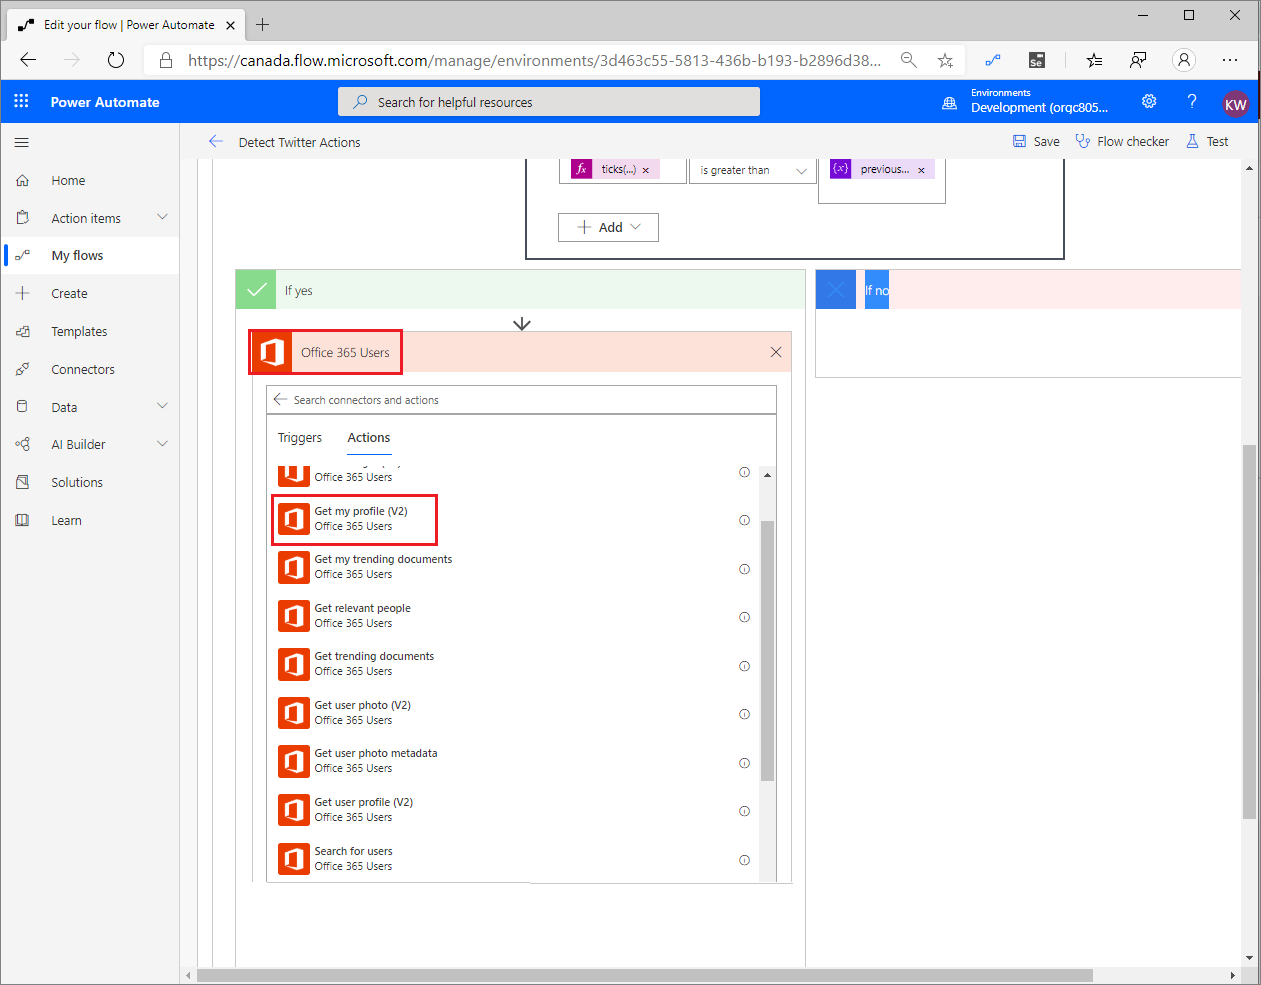 Edit your flow | Power Automate
https://canada.flow.microsoft.com/manage/environments/3d463c55-5813-436b-b193-b2896d38...
Se
Power Automate
Search for helpful resources
Environments
Development (orgc805...
?
KW
Detect Twitter Actions
Save
Flow checker
Test
Home
Action items
My flows
Create
Templates
Connectors
Data
AI Builder
Solutions
Learn
fx
ticks(...) x
is greater than
{x}
previous... x
+ Add
If yes
If no
Office 365 Users
Search connectors and actions
Triggers
Actions
Office 365 Users
Get my profile (V2)
Office 365 Users
Get my trending documents
Office 365 Users
Get relevant people
Office 365 Users
Get trending documents
Office 365 Users
Get user photo (V2)
Office 365 Users
Get user photo metadata
Office 365 Users
Get user profile (V2)
Office 365 Users
Search for users
Office 365 Users